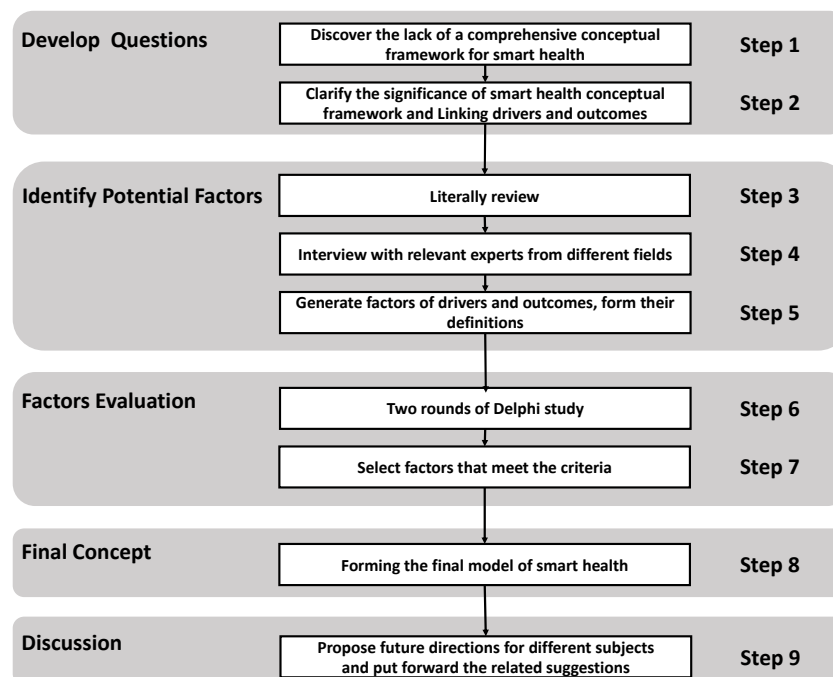 Develop  Questions
Discover the lack of a comprehensive conceptual
framework for smart health
Step 1
Clarify the significance of smart health conceptual
framework and Linking drivers and outcomes
Step 2
Identify Potential Factors
Literally review
Step 3
Interview with relevant experts from different fields
Step 4
Generate factors of drivers and outcomes, form their
definitions
Step 5
Factors Evaluation
Two rounds of Delphi study
Step 6
Select factors that meet the criteria
Step 7
Final Concept
Forming the final model of smart health
Step 8
Discussion
Propose future directions for different subjects
and put forward the related suggestions
Step 9